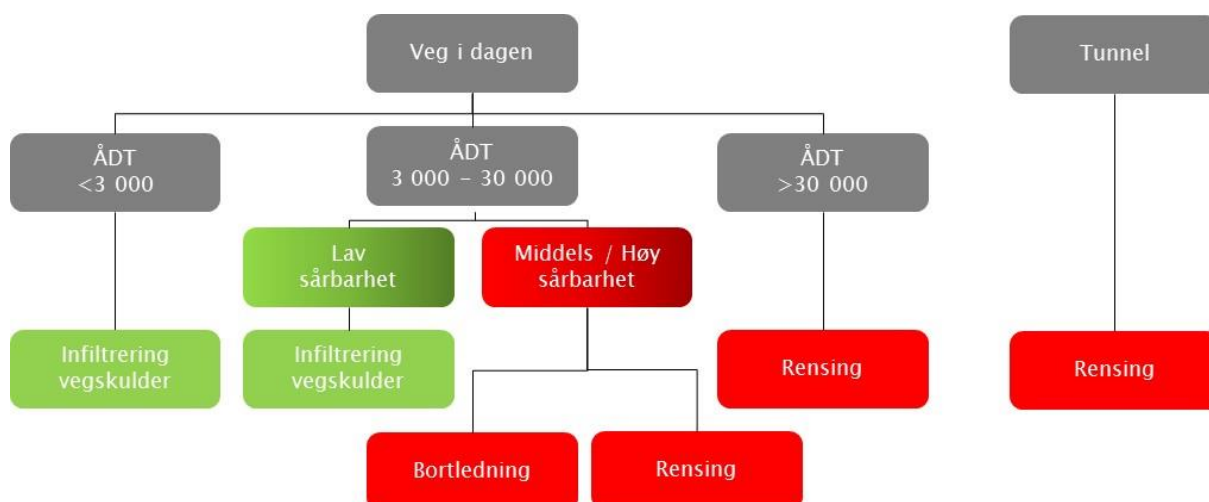 Veg i dagen
Tunnel
ÅDT
<3 000
ÅDT
3 000 – 30 000
ÅDT
>30 000
Lav
sårbarhet
Middels / Høy
sårbarhet
Infiltrering
vegskulder
Infiltrering
vegskulder
Rensing
Rensing
Bortledning
Rensing